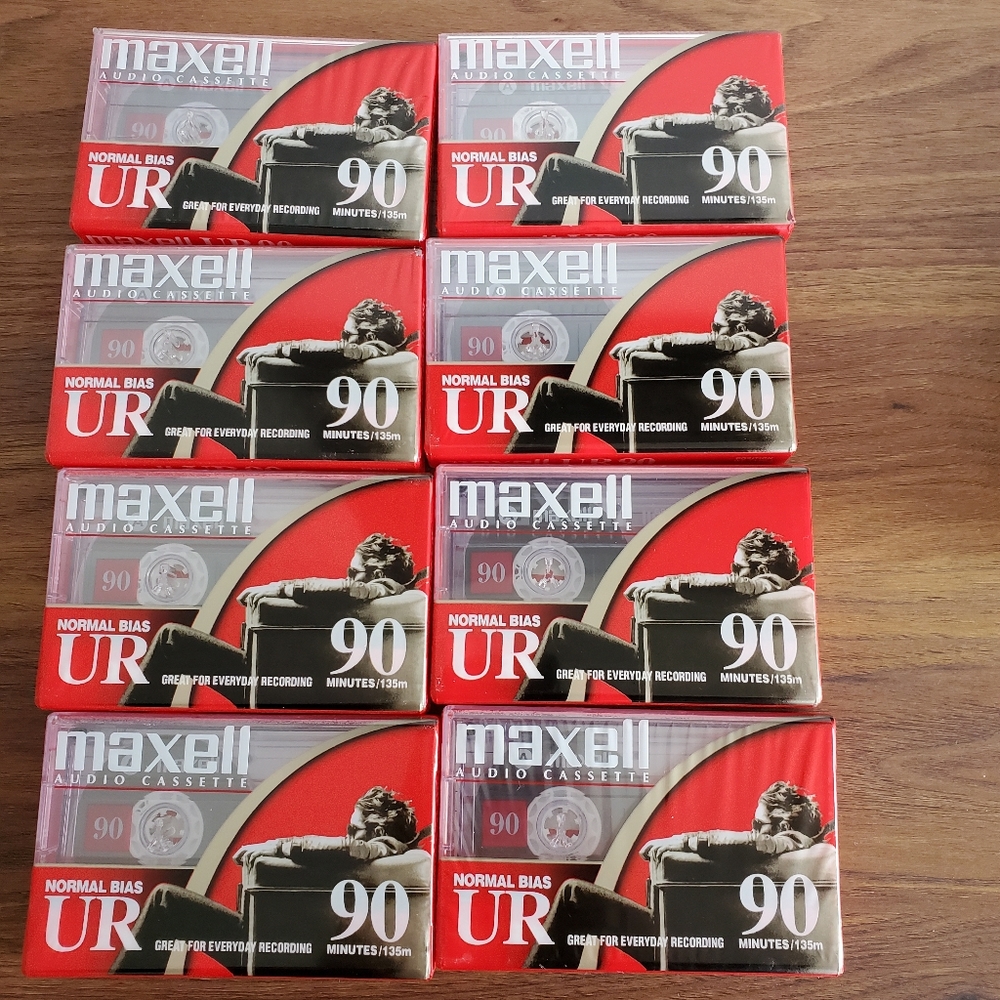 maxell
AUDIO CASSETTE
maxell
90
NORMAL BIAS
UR
GREAT FOR EVERYDAY RECORDING
90
MINUTES/135m
maxell
AUDIO CASSETTE
maxell
90
NORMAL BIAS
UR
GREAT FOR EVERYDAY RECORDING
90
MINUTES/135m
maxell UR 90
maxell
AUDIO CASSETTE
90
NORMAL BIAS
UR
GREAT FOR EVERYDAY RECORDING
90
MINUTES/135m
maxell
AUDIO CASSETTE
90
NORMAL BIAS
UR
GREAT FOR EVERYDAY RECORDING
90
MINUTES/135m
maxell
AUDIO CASSETTE
90
NORMAL BIAS
UR
GREAT FOR EVERYDAY RECORDING
90
MINUTES/135m
maxell
AUDIO CASSETTE
90
NORMAL BIAS
UR
GREAT FOR EVERYDAY RECORDING
90
MINUTES/135m
maxell
AUDIO CASSETTE
90
NORMAL BIAS
UR
GREAT FOR EVERYDAY RECORDING
90
MINUTES/135m
maxell
AUDIO CASSETTE
90
NORMAL BIAS
UR
GREAT FOR EVERYDAY RECORDING
90
MINUTES/135m